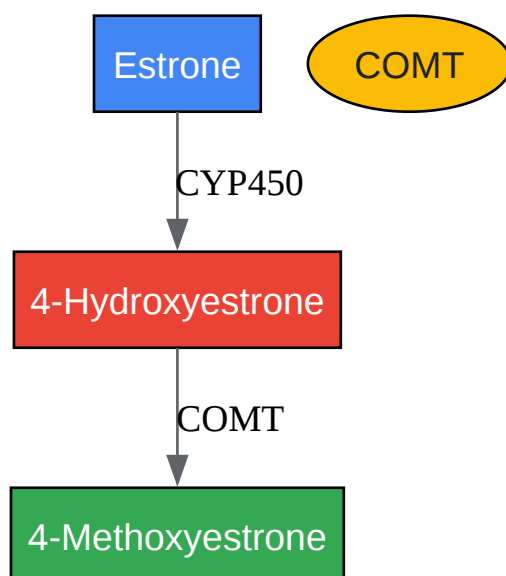 Estrone
COMT
CYP450
4-Hydroxyestrone
COMT
4-Methoxyestrone